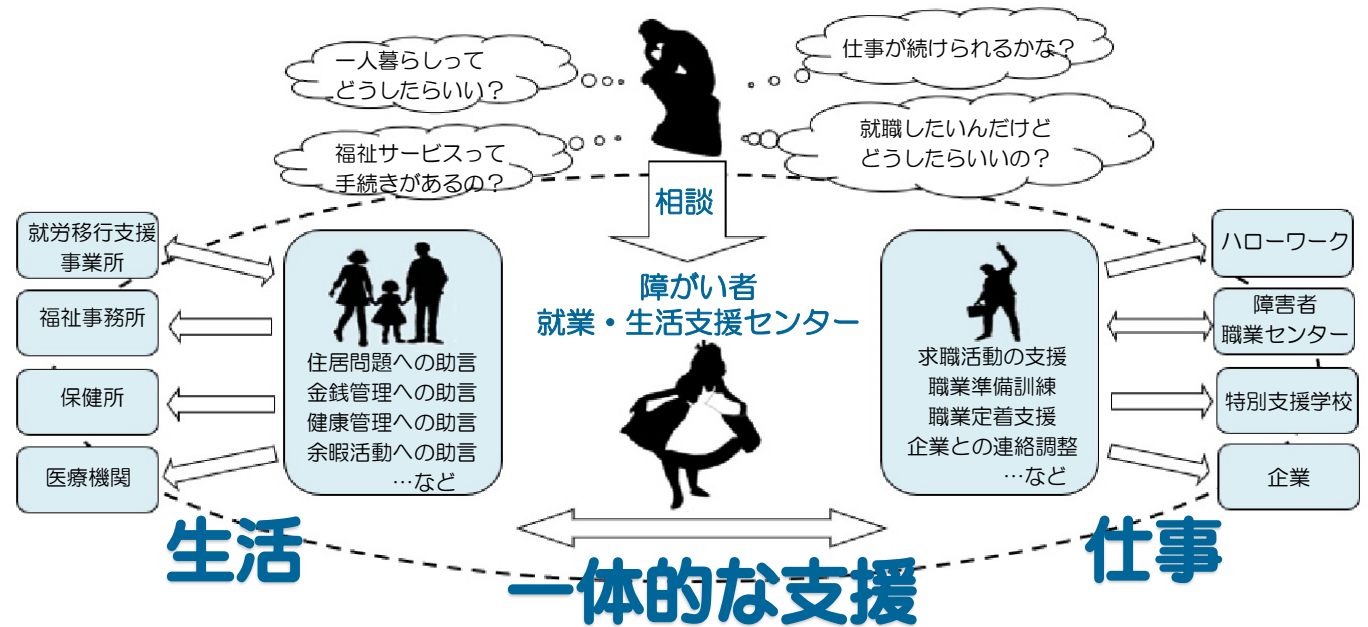 一人暮らしって
どうしたらいい？
仕事が続けられるかな？
福祉サービスって
手続きがあるの？
就職したいんだけど
どうしたらいいの？
相談
障がい者
就業・生活支援センター
就労移行支援
事業所
福祉事務所
保健所
医療機関
住居問題への助言
金銭管理への助言
健康管理への助言
余暇活動への助言
…など
求職活動の支援
職業準備訓練
職業定着支援
企業との連絡調整
…など
ハローワーク
障害者
職業センター
特別支援学校
企業
生活
一体的な支援
仕事